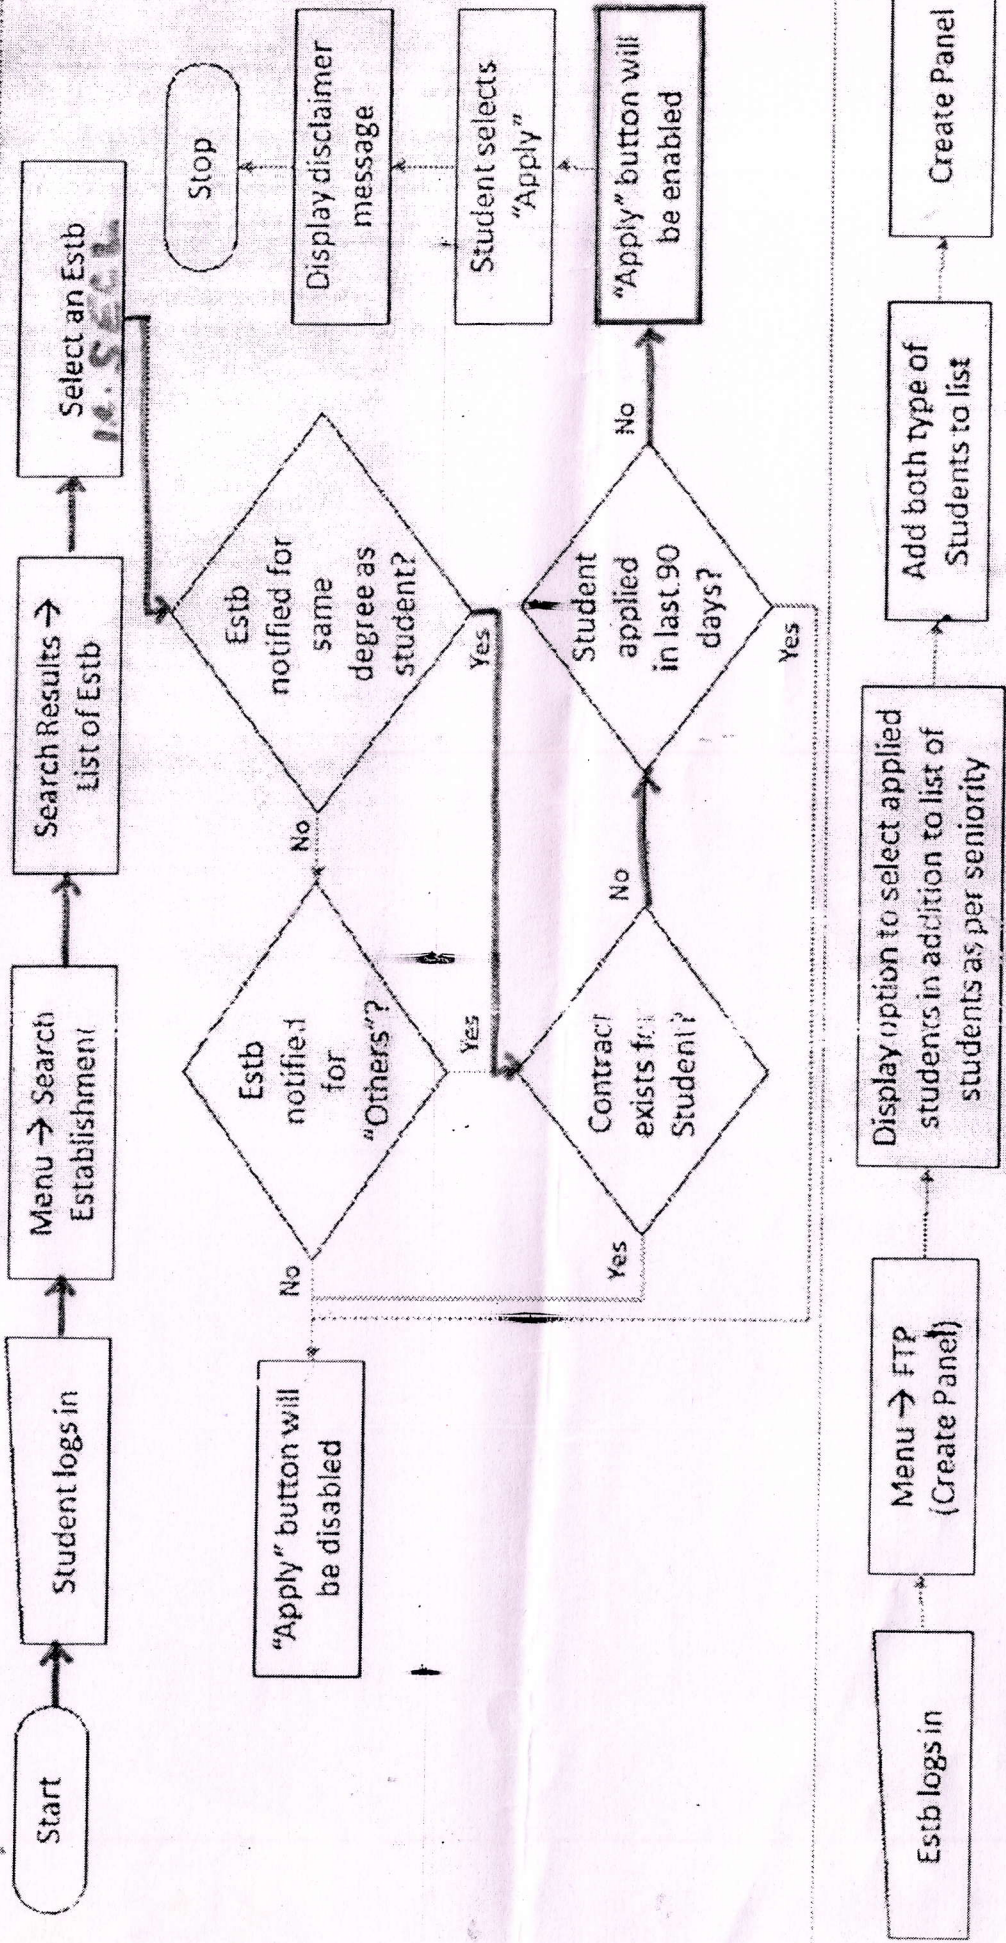 Start
Student logs in
Menu → Search
Establishment
Search Results →
List of Estb
Select an Estb
Estb
notified for
same
degree as
student?
No
Yes
Estb
notified
for
"Others"?
No
Yes
Contract
exists for
Student?
Yes
No
Student
applied
in last 90
days?
Yes
No
"Apply" button will
be disabled
"Apply" button will
be enabled
Student selects
"Apply"
Display disclaimer
message
Stop
Estb logs in
Menu → FTP
(Create Panel)
Display option to select applied
students in addition to list of
students as per seniority
Add both type of
Students to list
Create Panel